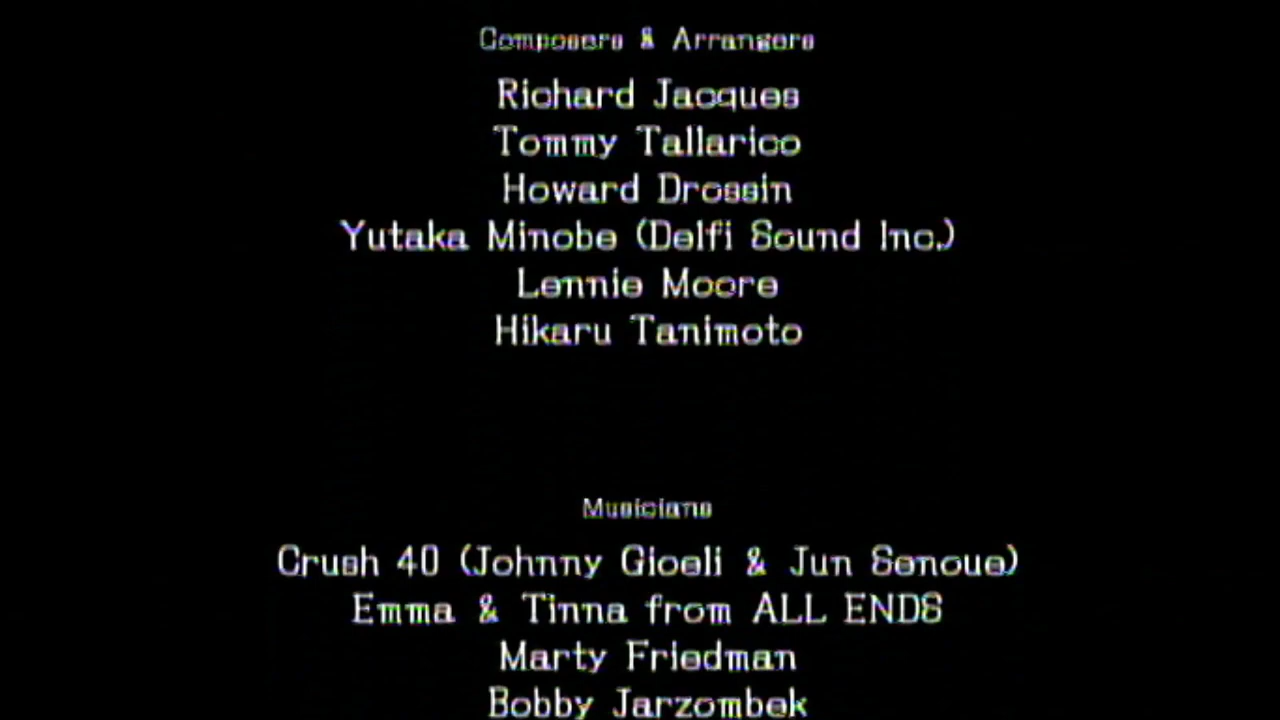 Composers & Arrangers
Richard Jacques
Tommy Tallarico
Howard Drossin
Yutaka Minobe (Delfi Sound Inc.)
Lennie Moore
Hikaru Tanimoto
Musicians
Crush 40 (Johnny Gioeli & Jun Senoue)
Emma & Tinna from ALL ENDS
Marty Friedman
Bobby Jarzombek